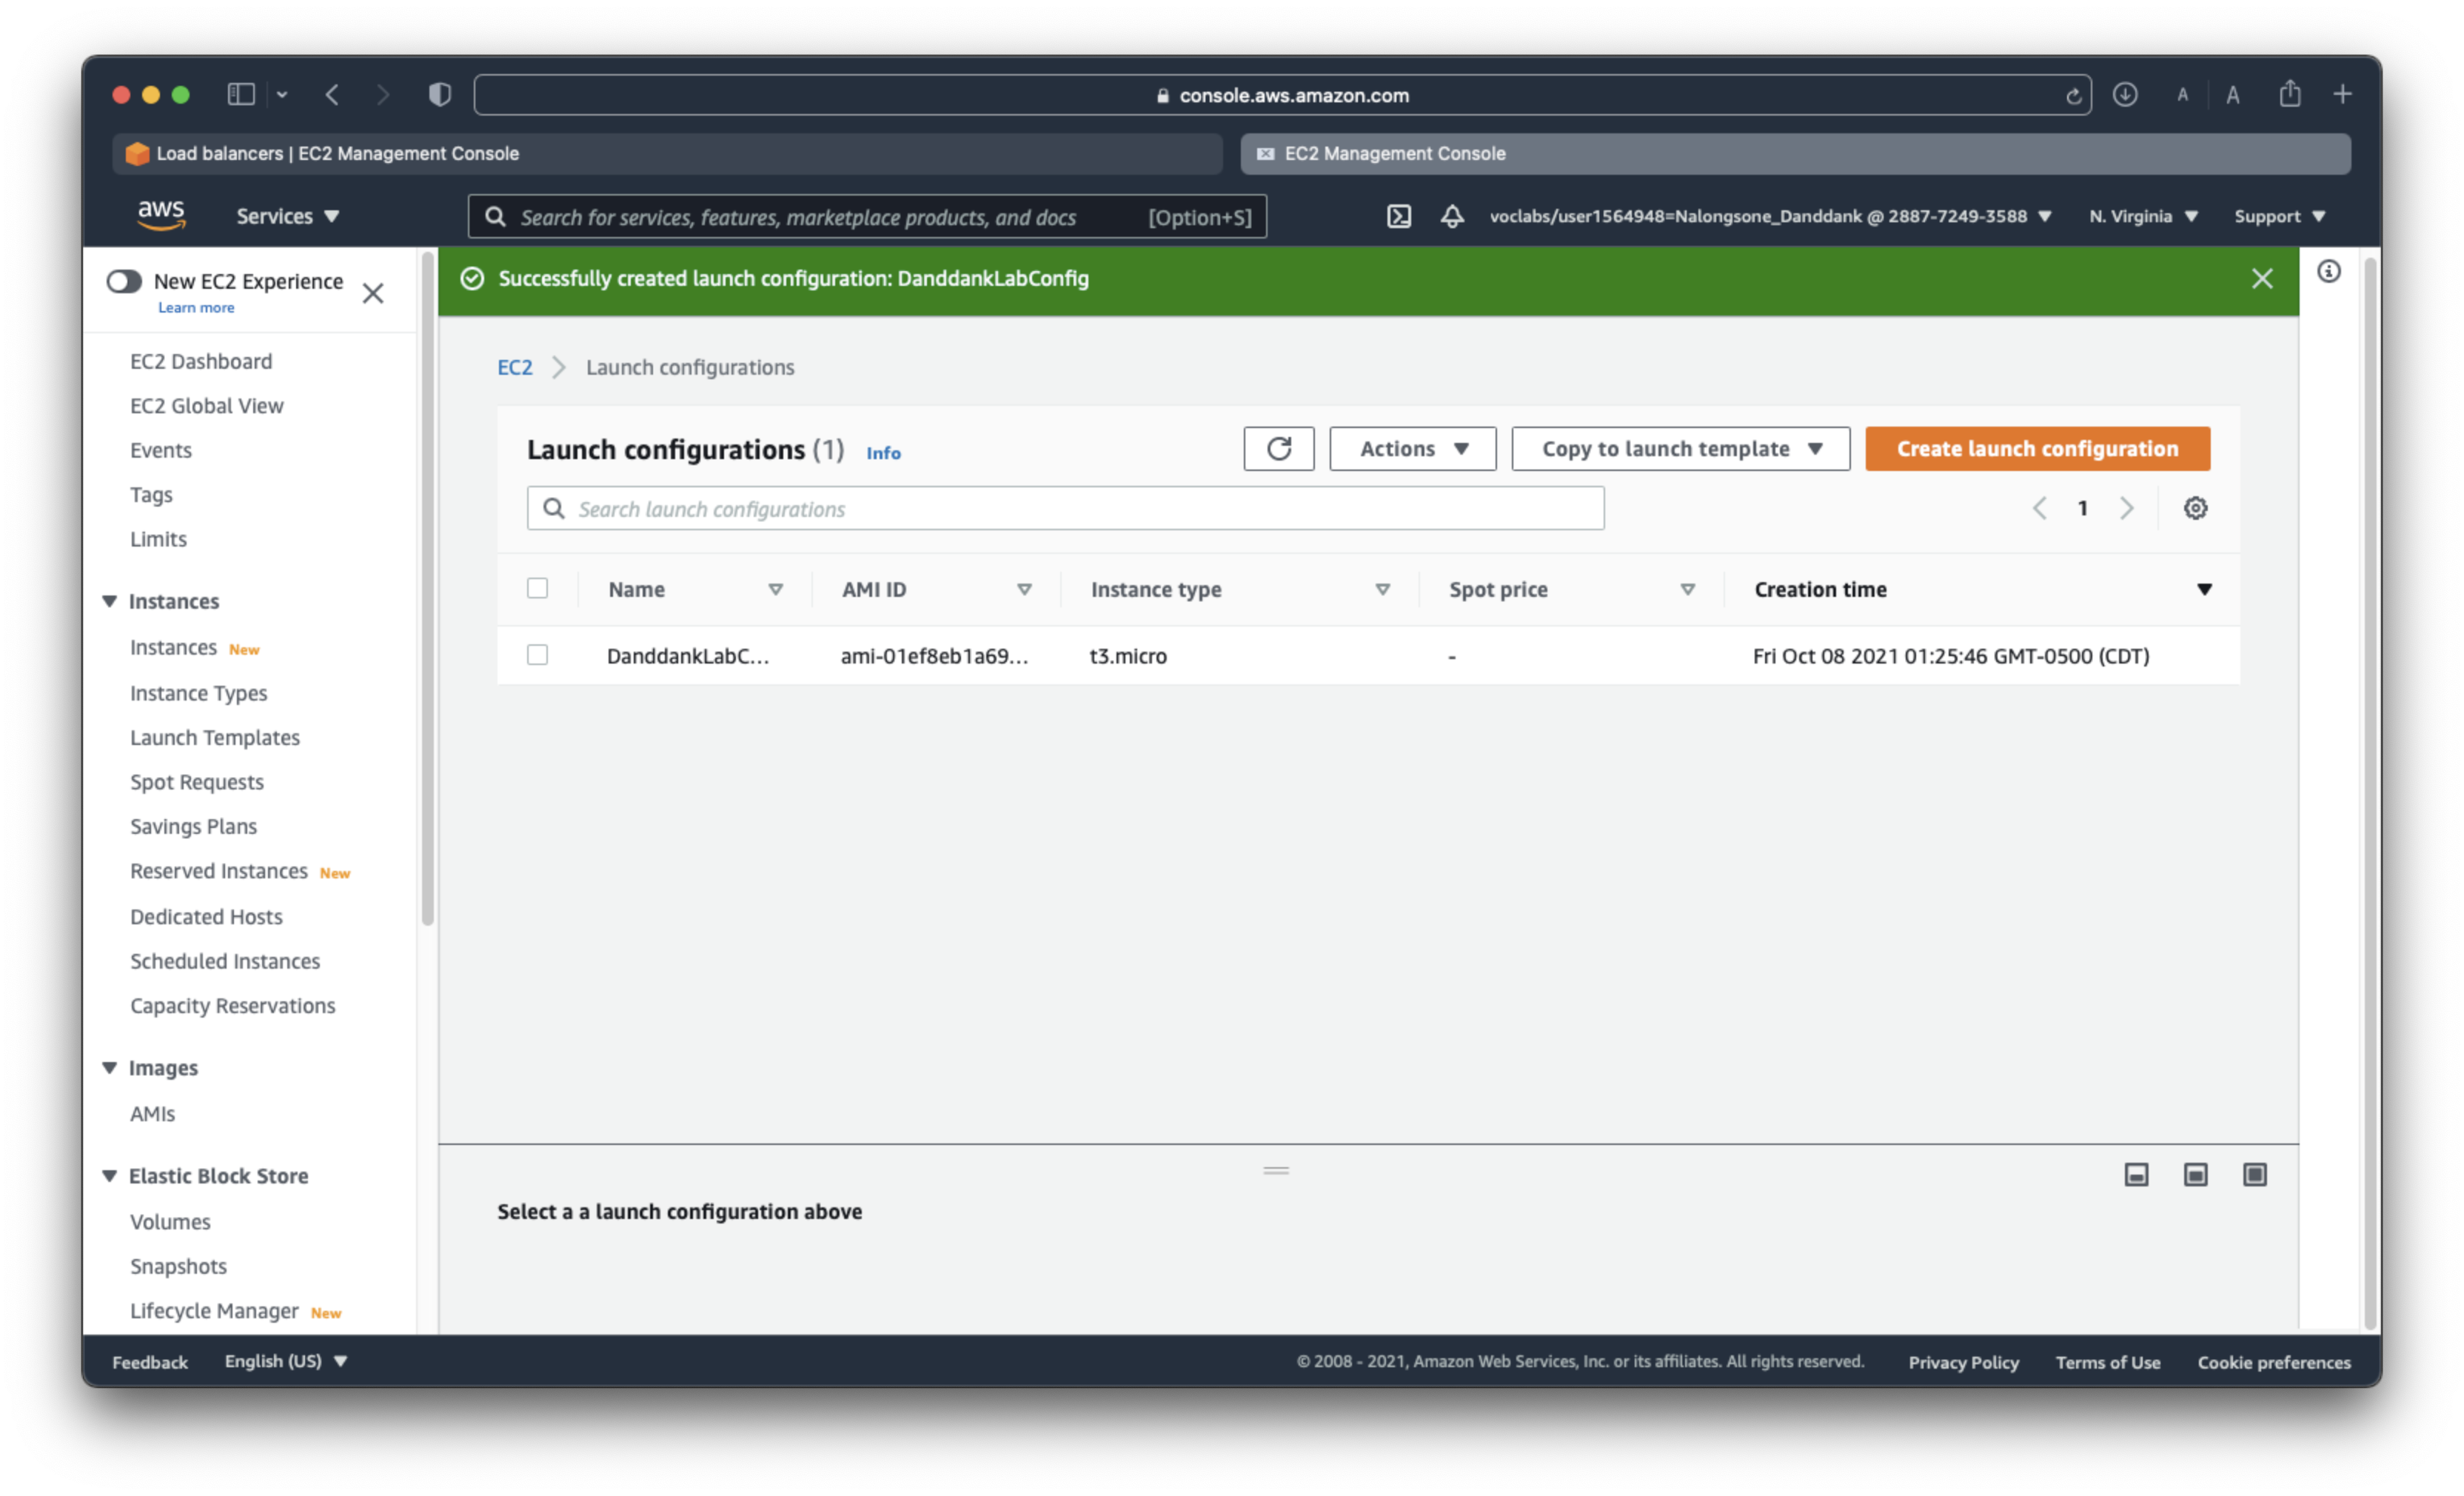 console.aws.amazon.com
A A
Load balancers | EC2 Management Console
EC2 Management Console
aws
Services
Search for services, features, marketplace products, and docs [Option+S]
voclabs/user1564948=Nalongsone_Danddank @ 2887-7249-3588
N. Virginia
Support
New EC2 Experience
Learn more
EC2 Dashboard
EC2 Global View
Events
Tags
Limits
Instances
Instances New
Instance Types
Launch Templates
Spot Requests
Savings Plans
Reserved Instances New
Dedicated Hosts
Scheduled Instances
Capacity Reservations
Images
AMIs
Elastic Block Store
Volumes
Snapshots
Lifecycle Manager New
Successfully created launch configuration: DanddankLabConfig
EC2 Launch configurations
Launch configurations (1) Info
Actions
Copy to launch template
Create launch configuration
Search launch configurations
1
Name AMI ID Instance type Spot price Creation time
DanddankLabC... ami-01ef8eb1a69... t3.micro - Fri Oct 08 2021 01:25:46 GMT-0500 (CDT)
Select a a launch configuration above
Feedback English (US) © 2008 - 2021, Amazon Web Services, Inc. or its affiliates. All rights reserved. Privacy Policy Terms of Use Cookie preferences